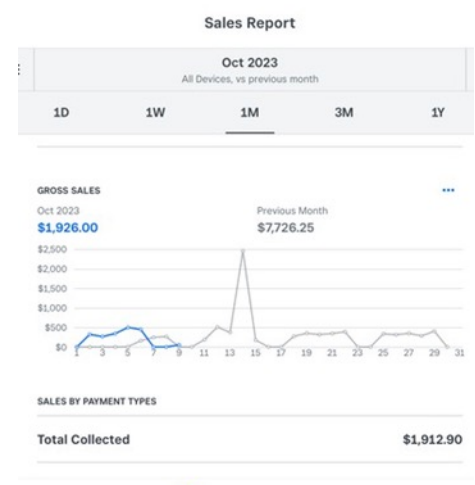 Sales Report
Oct 2023
All Devices, vs previous month
1D 1W 1M 3M 1Y
GROSS SALES
Oct 2023 Previous Month
$1,926.00 $7,726.25
$2,500
$2,000
$1,500
$1,000
$500
$0
1 3 5 7 9 11 13 15 17 19 21 23 25 27 29 31
SALES BY PAYMENT TYPES
Total Collected $1,912.90